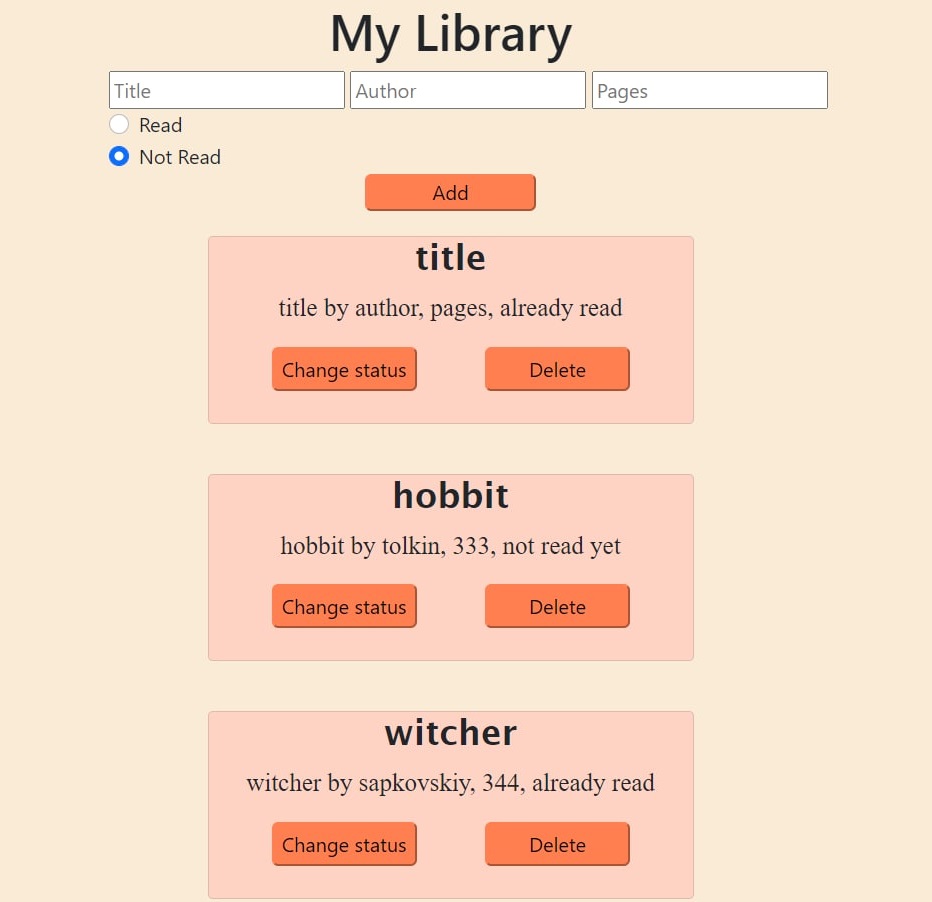 My Library
Title Author Pages
Read
Not Read
Add
title
title by author, pages, already read
Change status Delete
hobbit
hobbit by tolkin, 333, not read yet
Change status Delete
witcher
witcher by sapkovskiy, 344, already read
Change status Delete